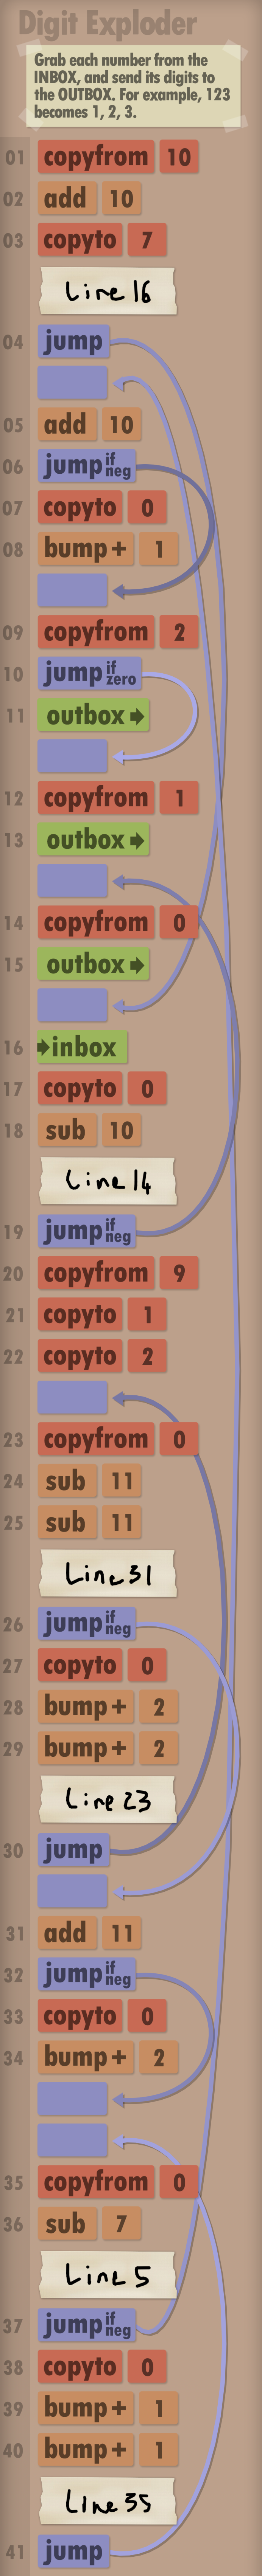 Digit Exploder
Grab each number from the
INBOX, and send its digits to
the OUTBOX. For example, 123
becomes 1, 2, 3.
01 copyfrom 10
02 add 10
03 copyto 7
Line 16
04 jump
05 add 10
06 jump if neg
07 copyto 0
08 bump+ 1
09 copyfrom 2
10 jump if zero
11 outbox
12 copyfrom 1
13 outbox
14 copyfrom 0
15 outbox
16 inbox
17 copyto 0
18 sub 10
Line 14
19 jump if neg
20 copyfrom 9
21 copyto 1
22 copyto 2
23 copyfrom 0
24 sub 11
25 sub 11
Line 31
26 jump if neg
27 copyto 0
28 bump+ 2
29 bump+ 2
Line 23
30 jump
31 add 11
32 jump if neg
33 copyto 0
34 bump+ 2
35 copyfrom 0
36 sub 7
Line 5
37 jump if neg
38 copyto 0
39 bump+ 1
40 bump+ 1
Line 35
41 jump